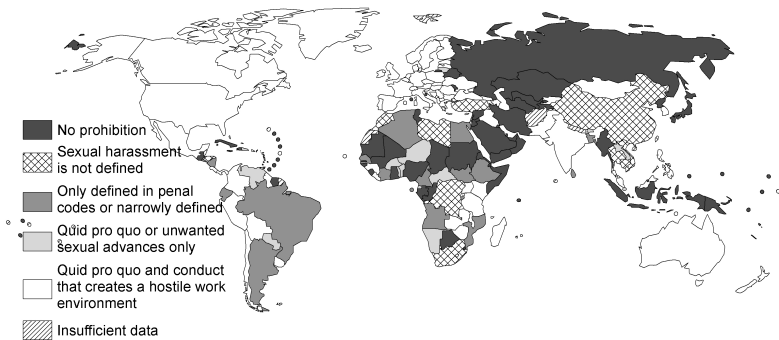 No prohibition
Sexual harassment
is not defined
Only defined in penal
codes or narrowly defined
Quid pro quo or unwanted
sexual advances only
Quid pro quo and conduct
that creates a hostile work
environment
Insufficient data